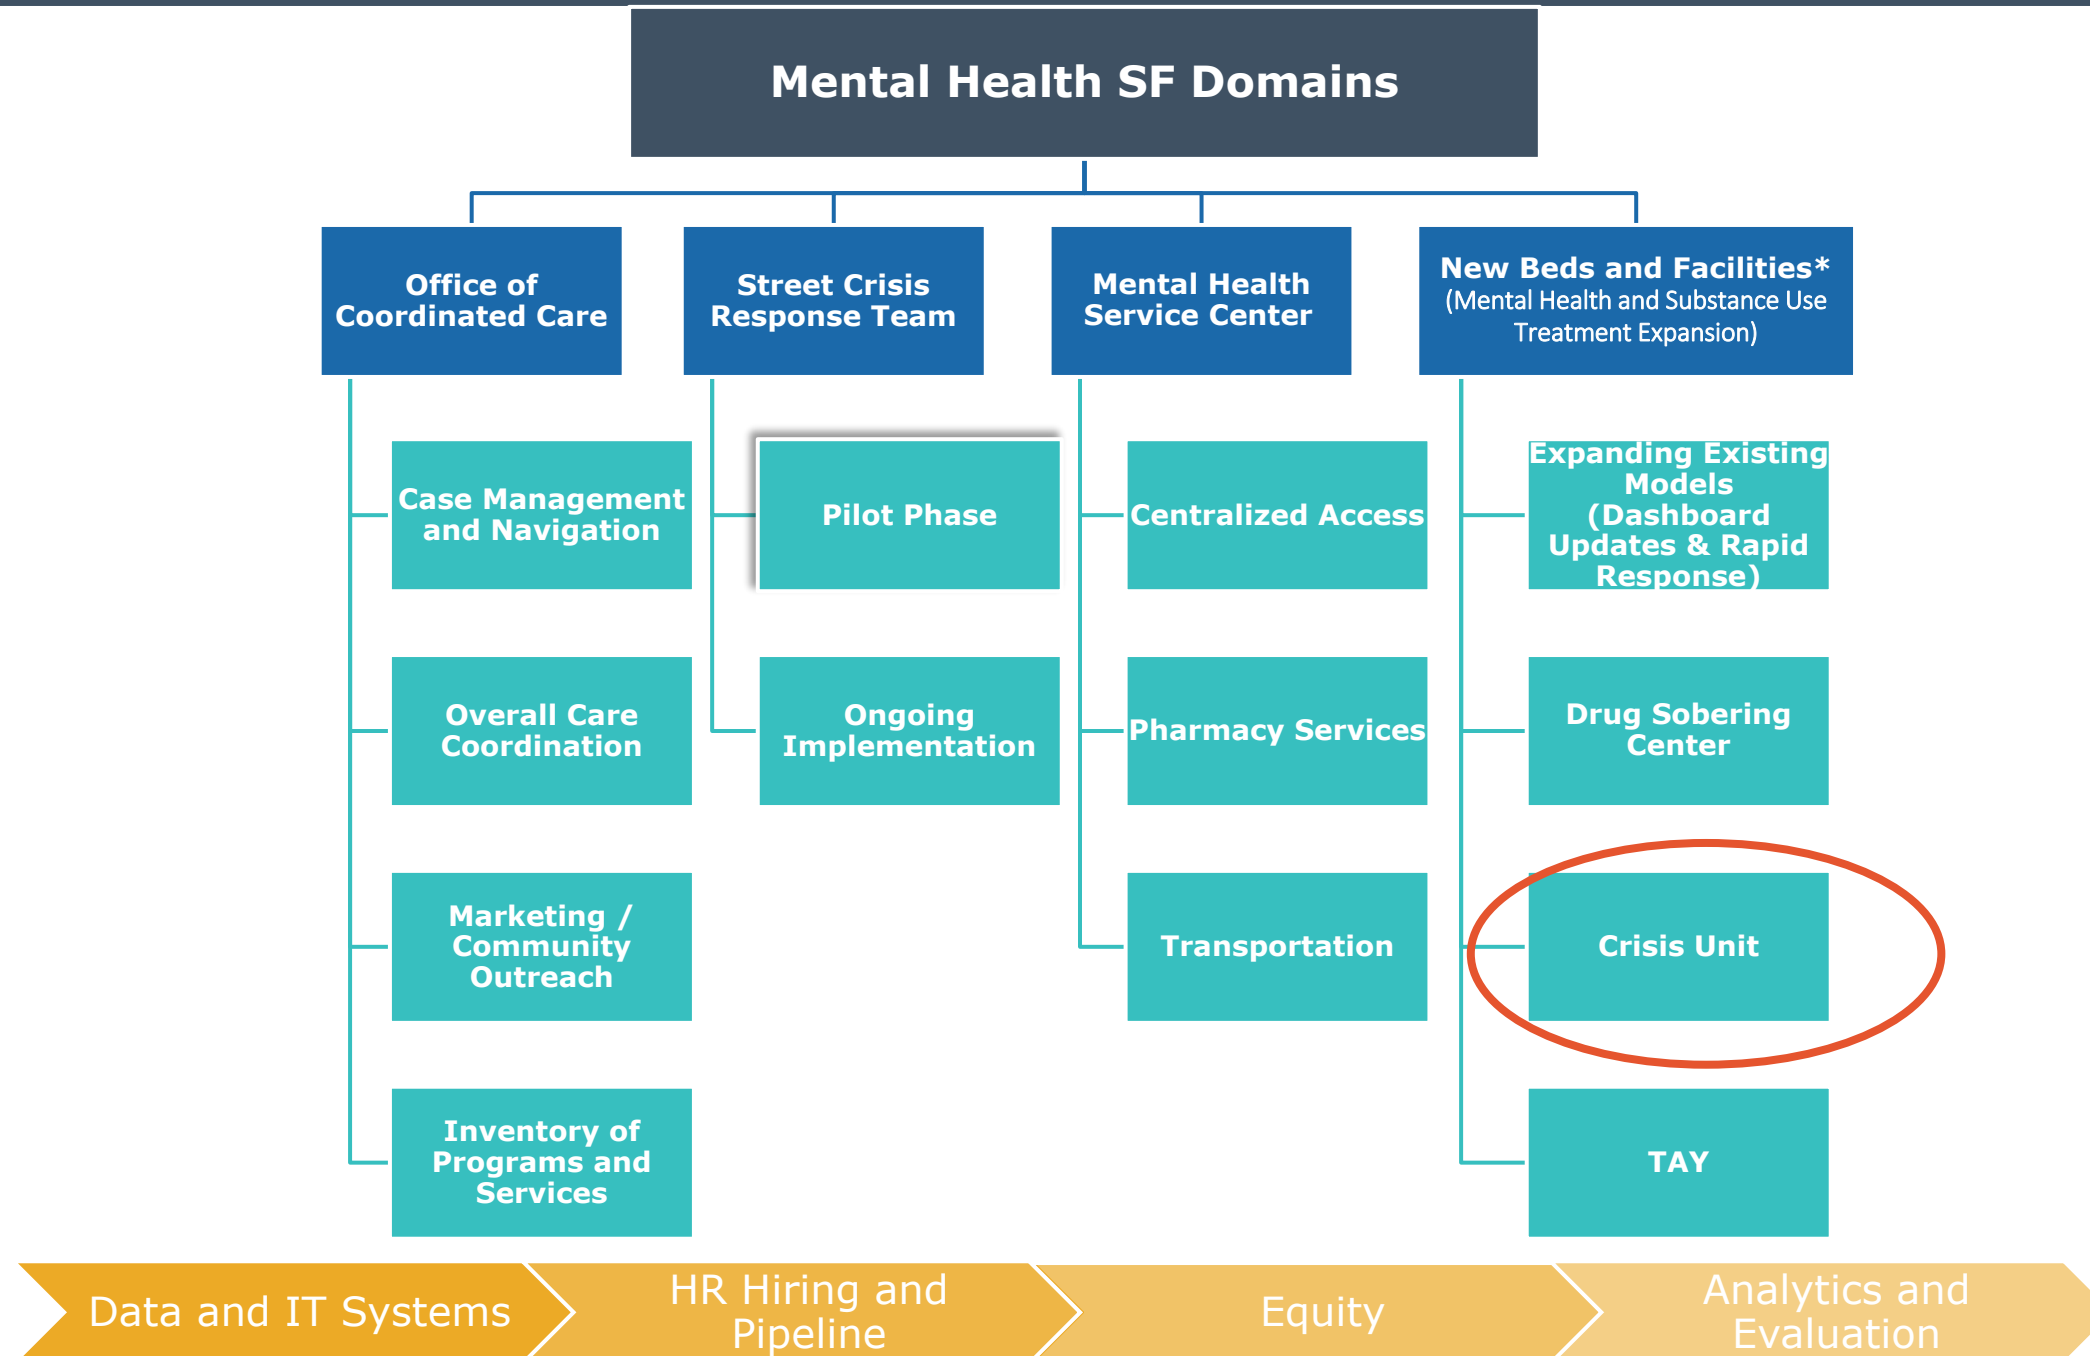 Mental Health SF Domains
Office of
Coordinated Care
Street Crisis
Response Team
Mental Health
Service Center
New Beds and Facilities*
(Mental Health and Substance Use
Treatment Expansion)
Case Management
and Navigation
Overall Care
Coordination
Marketing /
Community
Outreach
Inventory of
Programs and
Services
Pilot Phase
Ongoing
Implementation
Centralized Access
Pharmacy Services
Transportation
Expanding Existing
Models
(Dashboard
Updates & Rapid
Response)
Drug Sobering
Center
Crisis Unit
TAY
Data and IT Systems
HR Hiring and
Pipeline
Equity
Analytics and
Evaluation